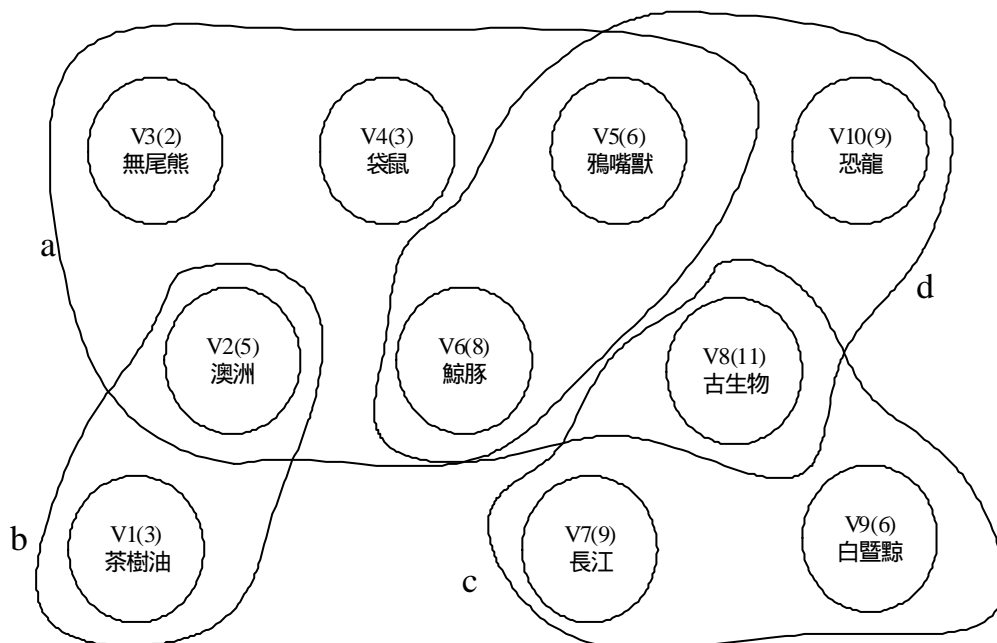 V3(2)
無尾熊
V4(3)
袋鼠
V5(6)
鴉嘴獸
V10(9)
恐龍
a
d
V2(5)
澳洲
V6(8)
鯨豚
V8(11)
古生物
b
V1(3)
茶樹油
c
V7(9)
長江
V9(6)
白暨黥